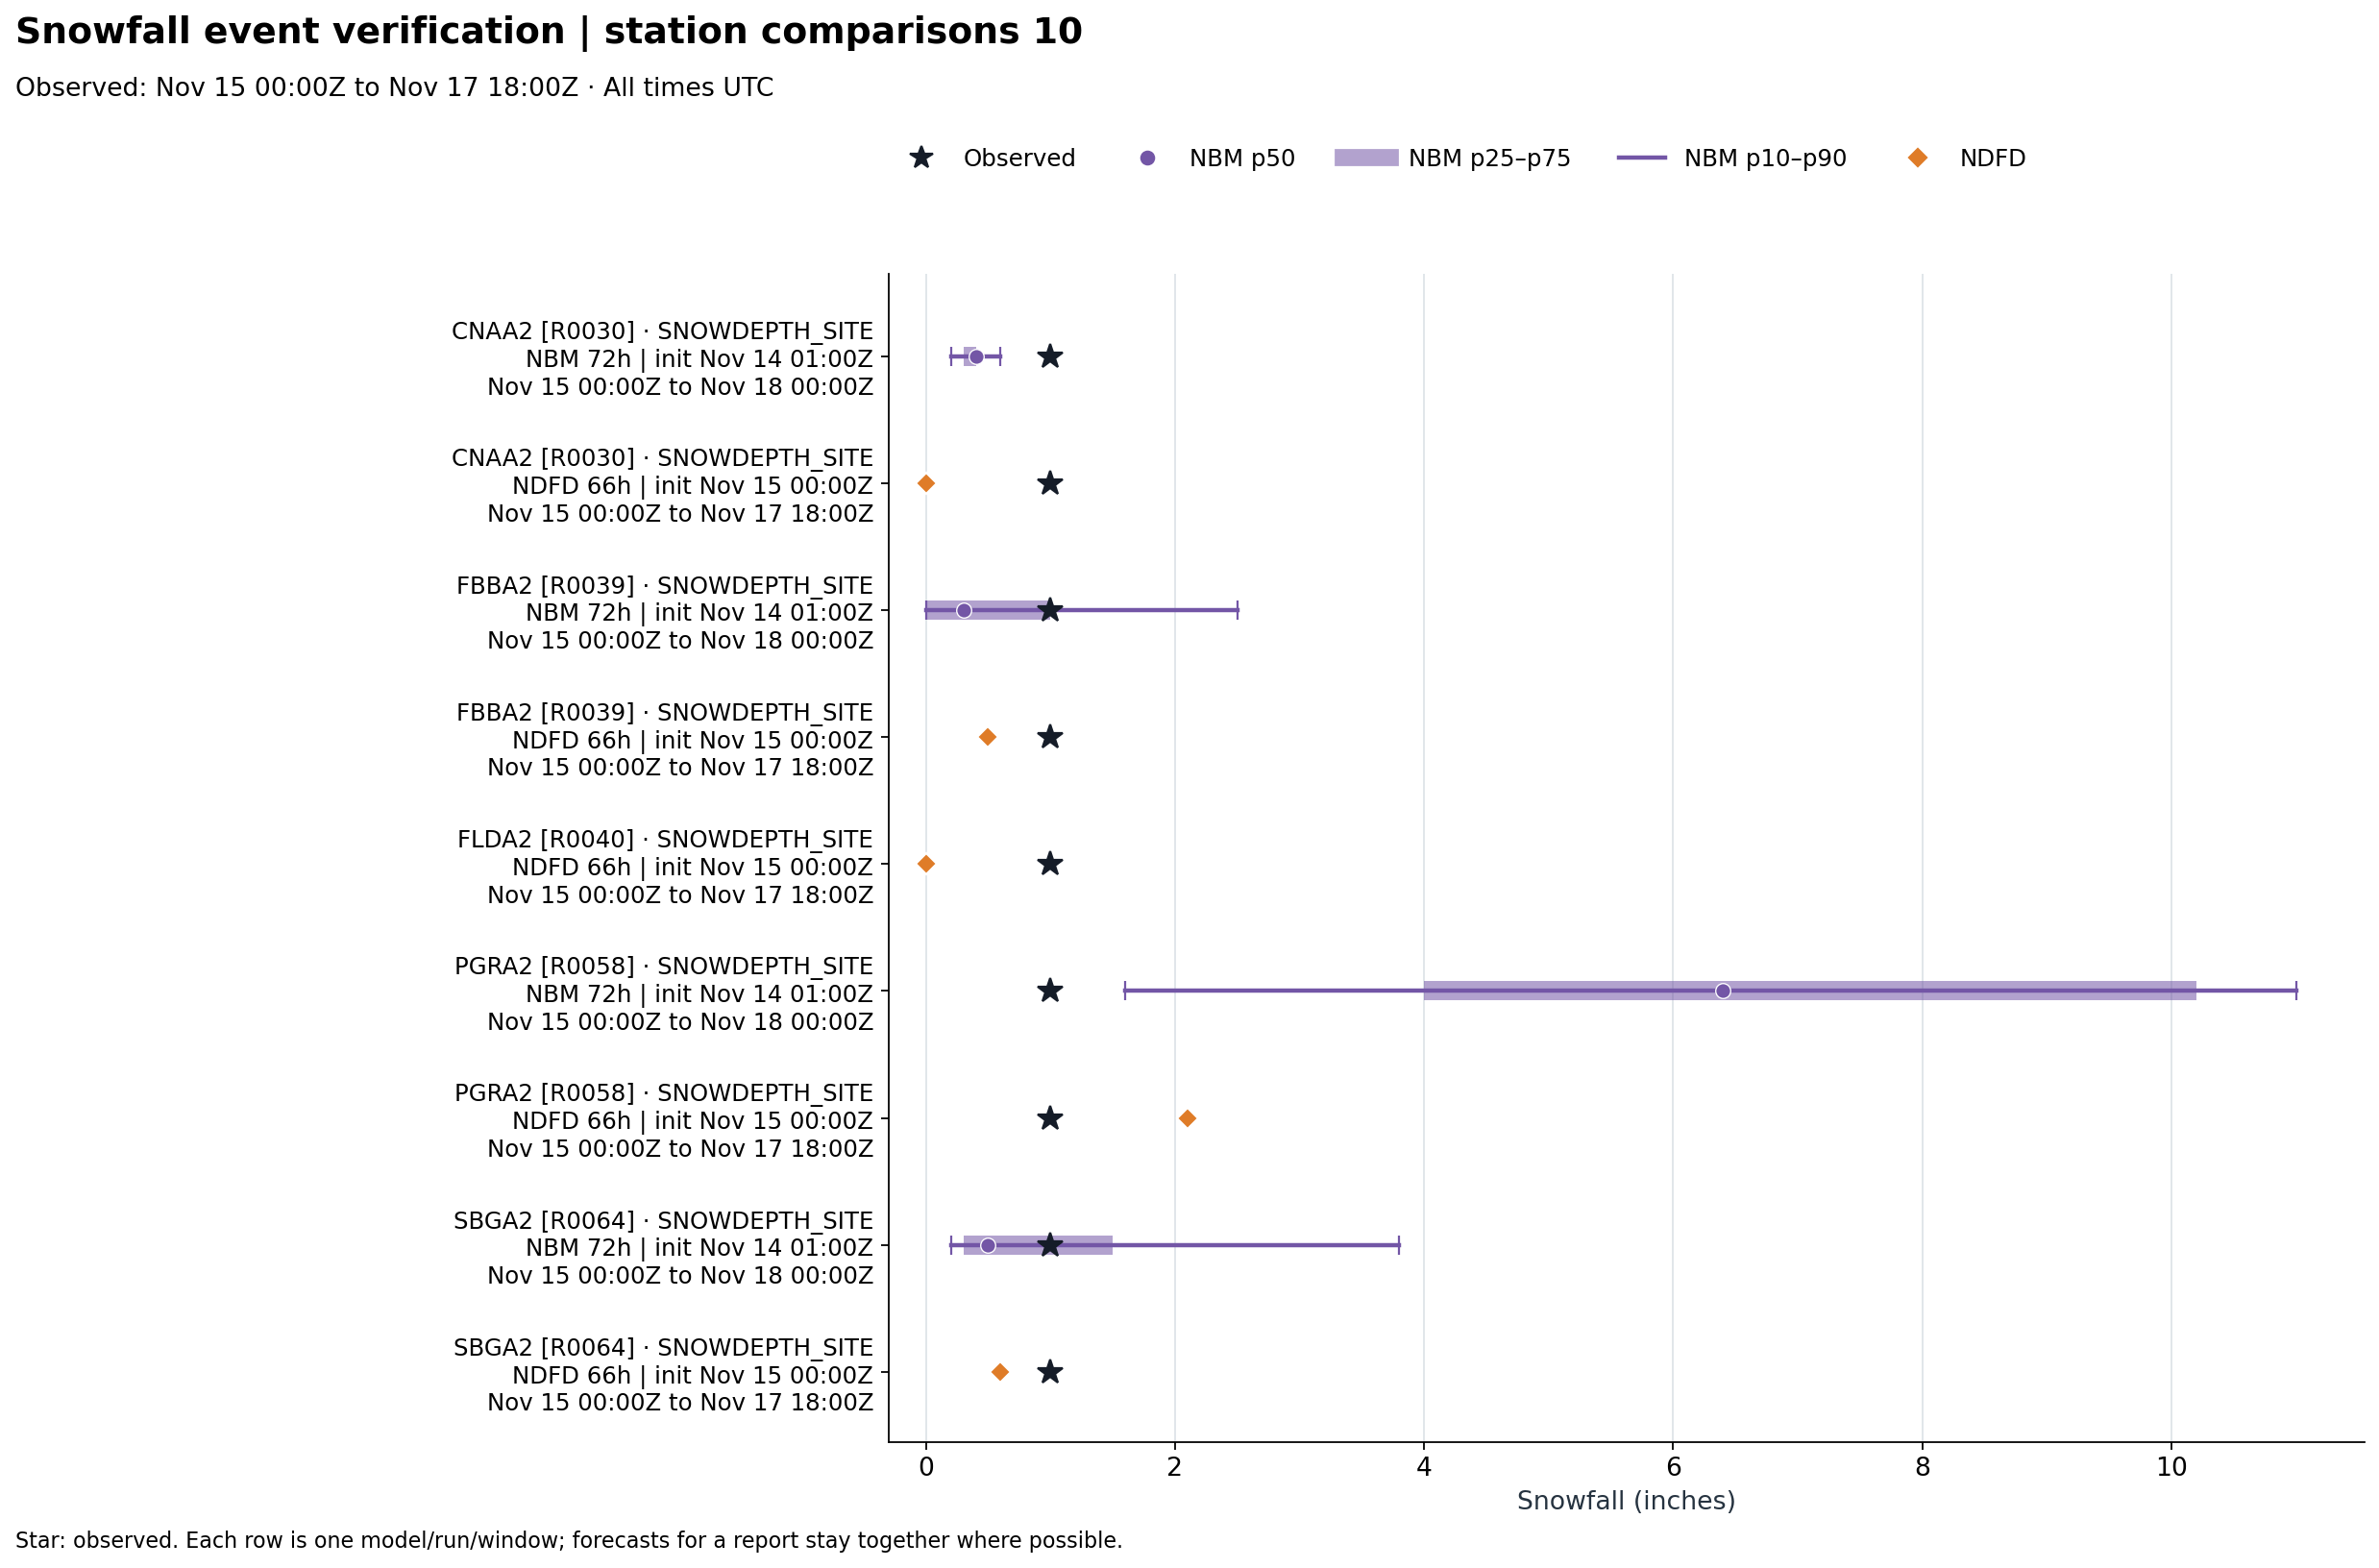 Snowfall event verification | station comparisons 10
Observed: Nov 15 00:00Z to Nov 17 18:00Z · All times UTC
Observed
NBM p50
NBM p25–p75
NBM p10–p90
NDFD
CNAA2 [R0030] · SNOWDEPTH_SITE
NBM 72h | init Nov 14 01:00Z
Nov 15 00:00Z to Nov 18 00:00Z
CNAA2 [R0030] · SNOWDEPTH_SITE
NDFD 66h | init Nov 15 00:00Z
Nov 15 00:00Z to Nov 17 18:00Z
FBBA2 [R0039] · SNOWDEPTH_SITE
NBM 72h | init Nov 14 01:00Z
Nov 15 00:00Z to Nov 18 00:00Z
FBBA2 [R0039] · SNOWDEPTH_SITE
NDFD 66h | init Nov 15 00:00Z
Nov 15 00:00Z to Nov 17 18:00Z
FLDA2 [R0040] · SNOWDEPTH_SITE
NDFD 66h | init Nov 15 00:00Z
Nov 15 00:00Z to Nov 17 18:00Z
PGRA2 [R0058] · SNOWDEPTH_SITE
NBM 72h | init Nov 14 01:00Z
Nov 15 00:00Z to Nov 18 00:00Z
PGRA2 [R0058] · SNOWDEPTH_SITE
NDFD 66h | init Nov 15 00:00Z
Nov 15 00:00Z to Nov 17 18:00Z
SBGA2 [R0064] · SNOWDEPTH_SITE
NBM 72h | init Nov 14 01:00Z
Nov 15 00:00Z to Nov 18 00:00Z
SBGA2 [R0064] · SNOWDEPTH_SITE
NDFD 66h | init Nov 15 00:00Z
Nov 15 00:00Z to Nov 17 18:00Z
0 2 4 6 8 10
Snowfall (inches)
Star: observed. Each row is one model/run/window; forecasts for a report stay together where possible.